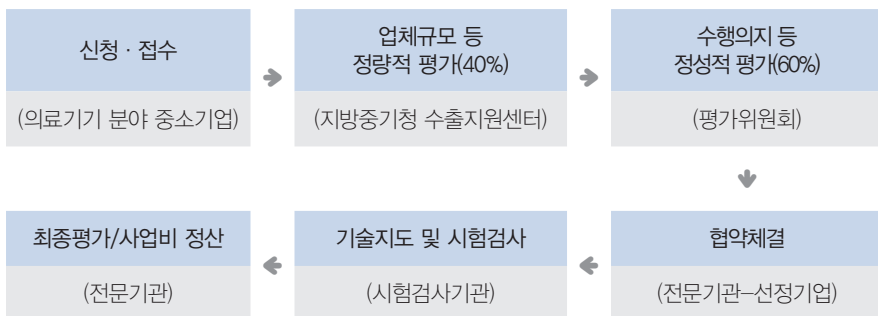 신청 · 접수
(의료기기 분야 중소기업)
업체규모 등
정량적 평가(40%)
(지방중기청 수출지원센터)
수행의지 등
정성적 평가(60%)
(평가위원회)
협약체결
(전문기관-선정기업)
기술지도 및 시험검사
(시험검사기관)
최종평가/사업비 정산
(전문기관)